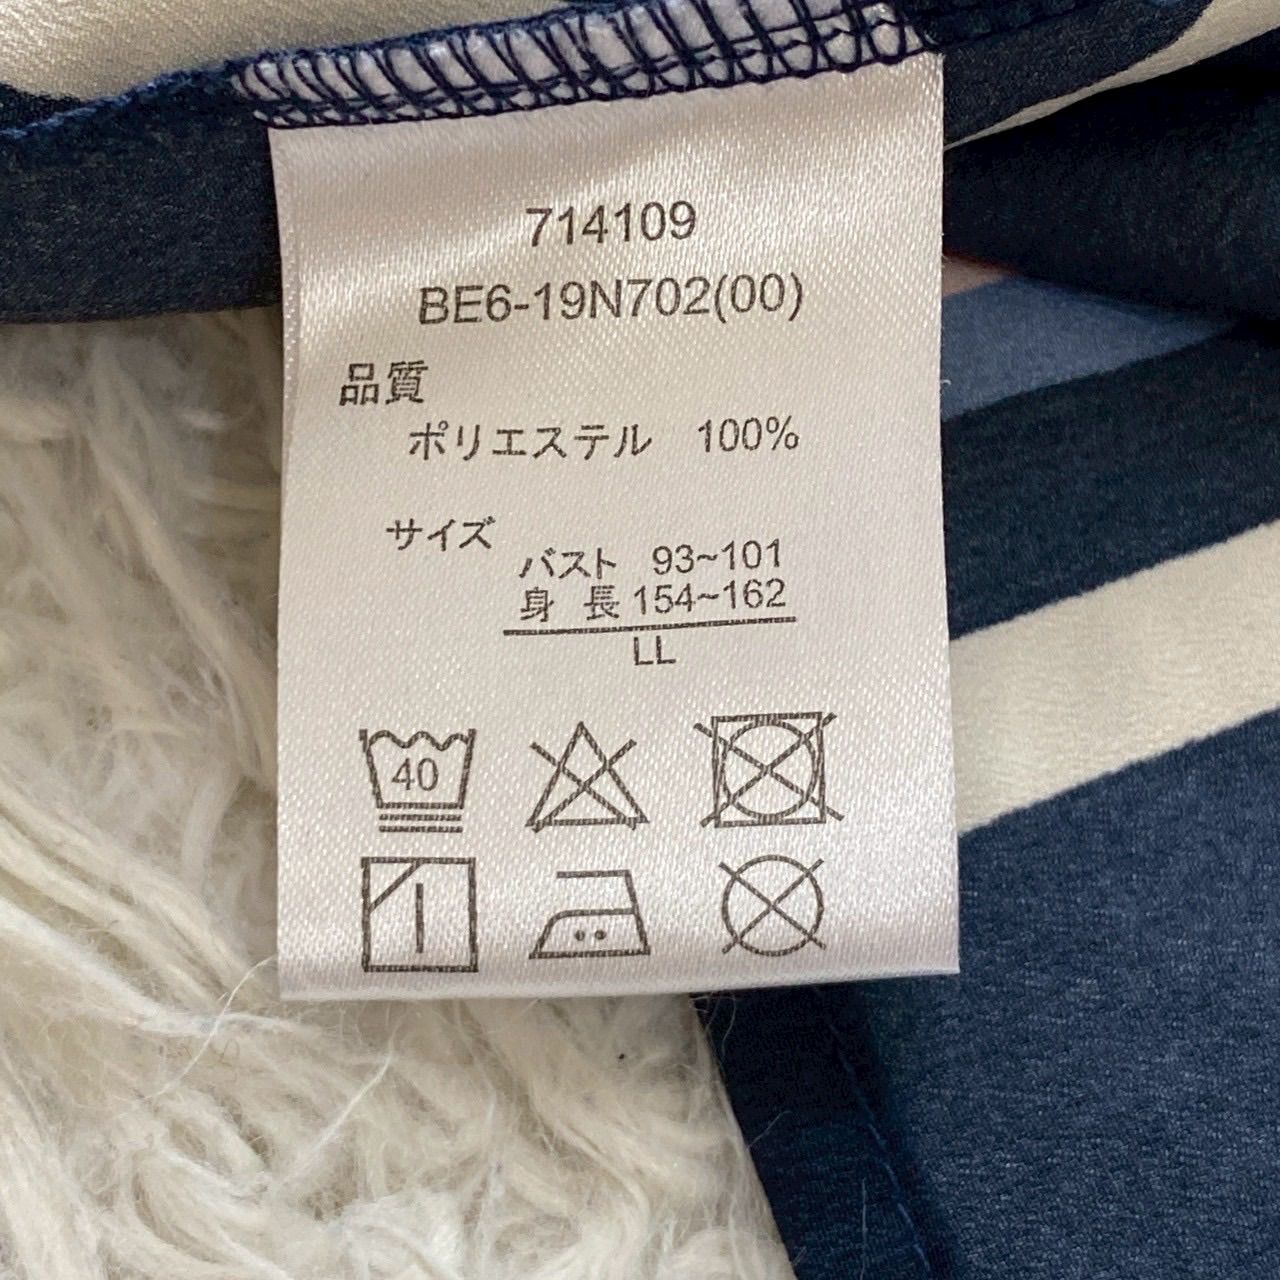 714109
BE6-19N702(00)
品質
ポリエステル 100%
サイズ
バスト 93~101
身 長 154~162
LL
40